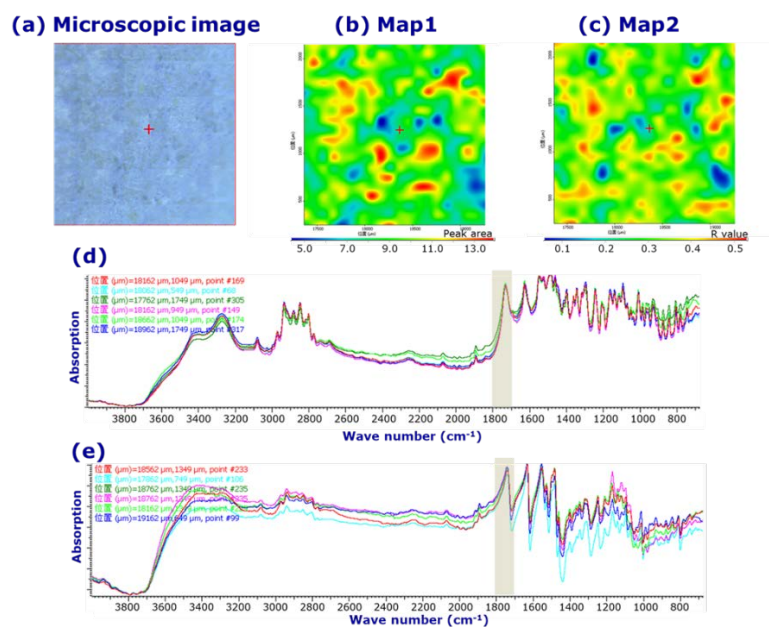 (a) Microscopic image
(b) Map1
(c) Map2
17500
Peak area
R value
5.0 7.0 9.0 11.0 13.0
0.1 0.2 0.3 0.4 0.5
(d)
位置 (μm)=18162 μm,1049 μm, point #169
位置 (μm)=17762 μm,1749 μm, point #305
位置 (μm)=18162 μm,949 μm, point #149
位置 (μm)=18662 μm,1049 μm, point #174
位置 (μm)=18962 μm,1749 μm,
Absorption
3800 3600 3400 3200 3000 2800 2600 2400 2200 2000 1800 1600 1400 1200 1000 800
Wave number (cm⁻¹)
(e)
位置 (μm)=18562 μm,1349 μm, point #233
位置 (μm)=17862 μm,749 μm, point #106
位置 (μm)=18762 μm,1349 μm, point #235
位置 (μm)=18762 μm,
位置 (μm)=18162 μm,
位置 (μm)=19162 μm,649 μm, point #99
Absorption
3800 3600 3400 3200 3000 2800 2600 2400 2200 2000 1800 1600 1400 1200 1000 800
Wave number (cm⁻¹)